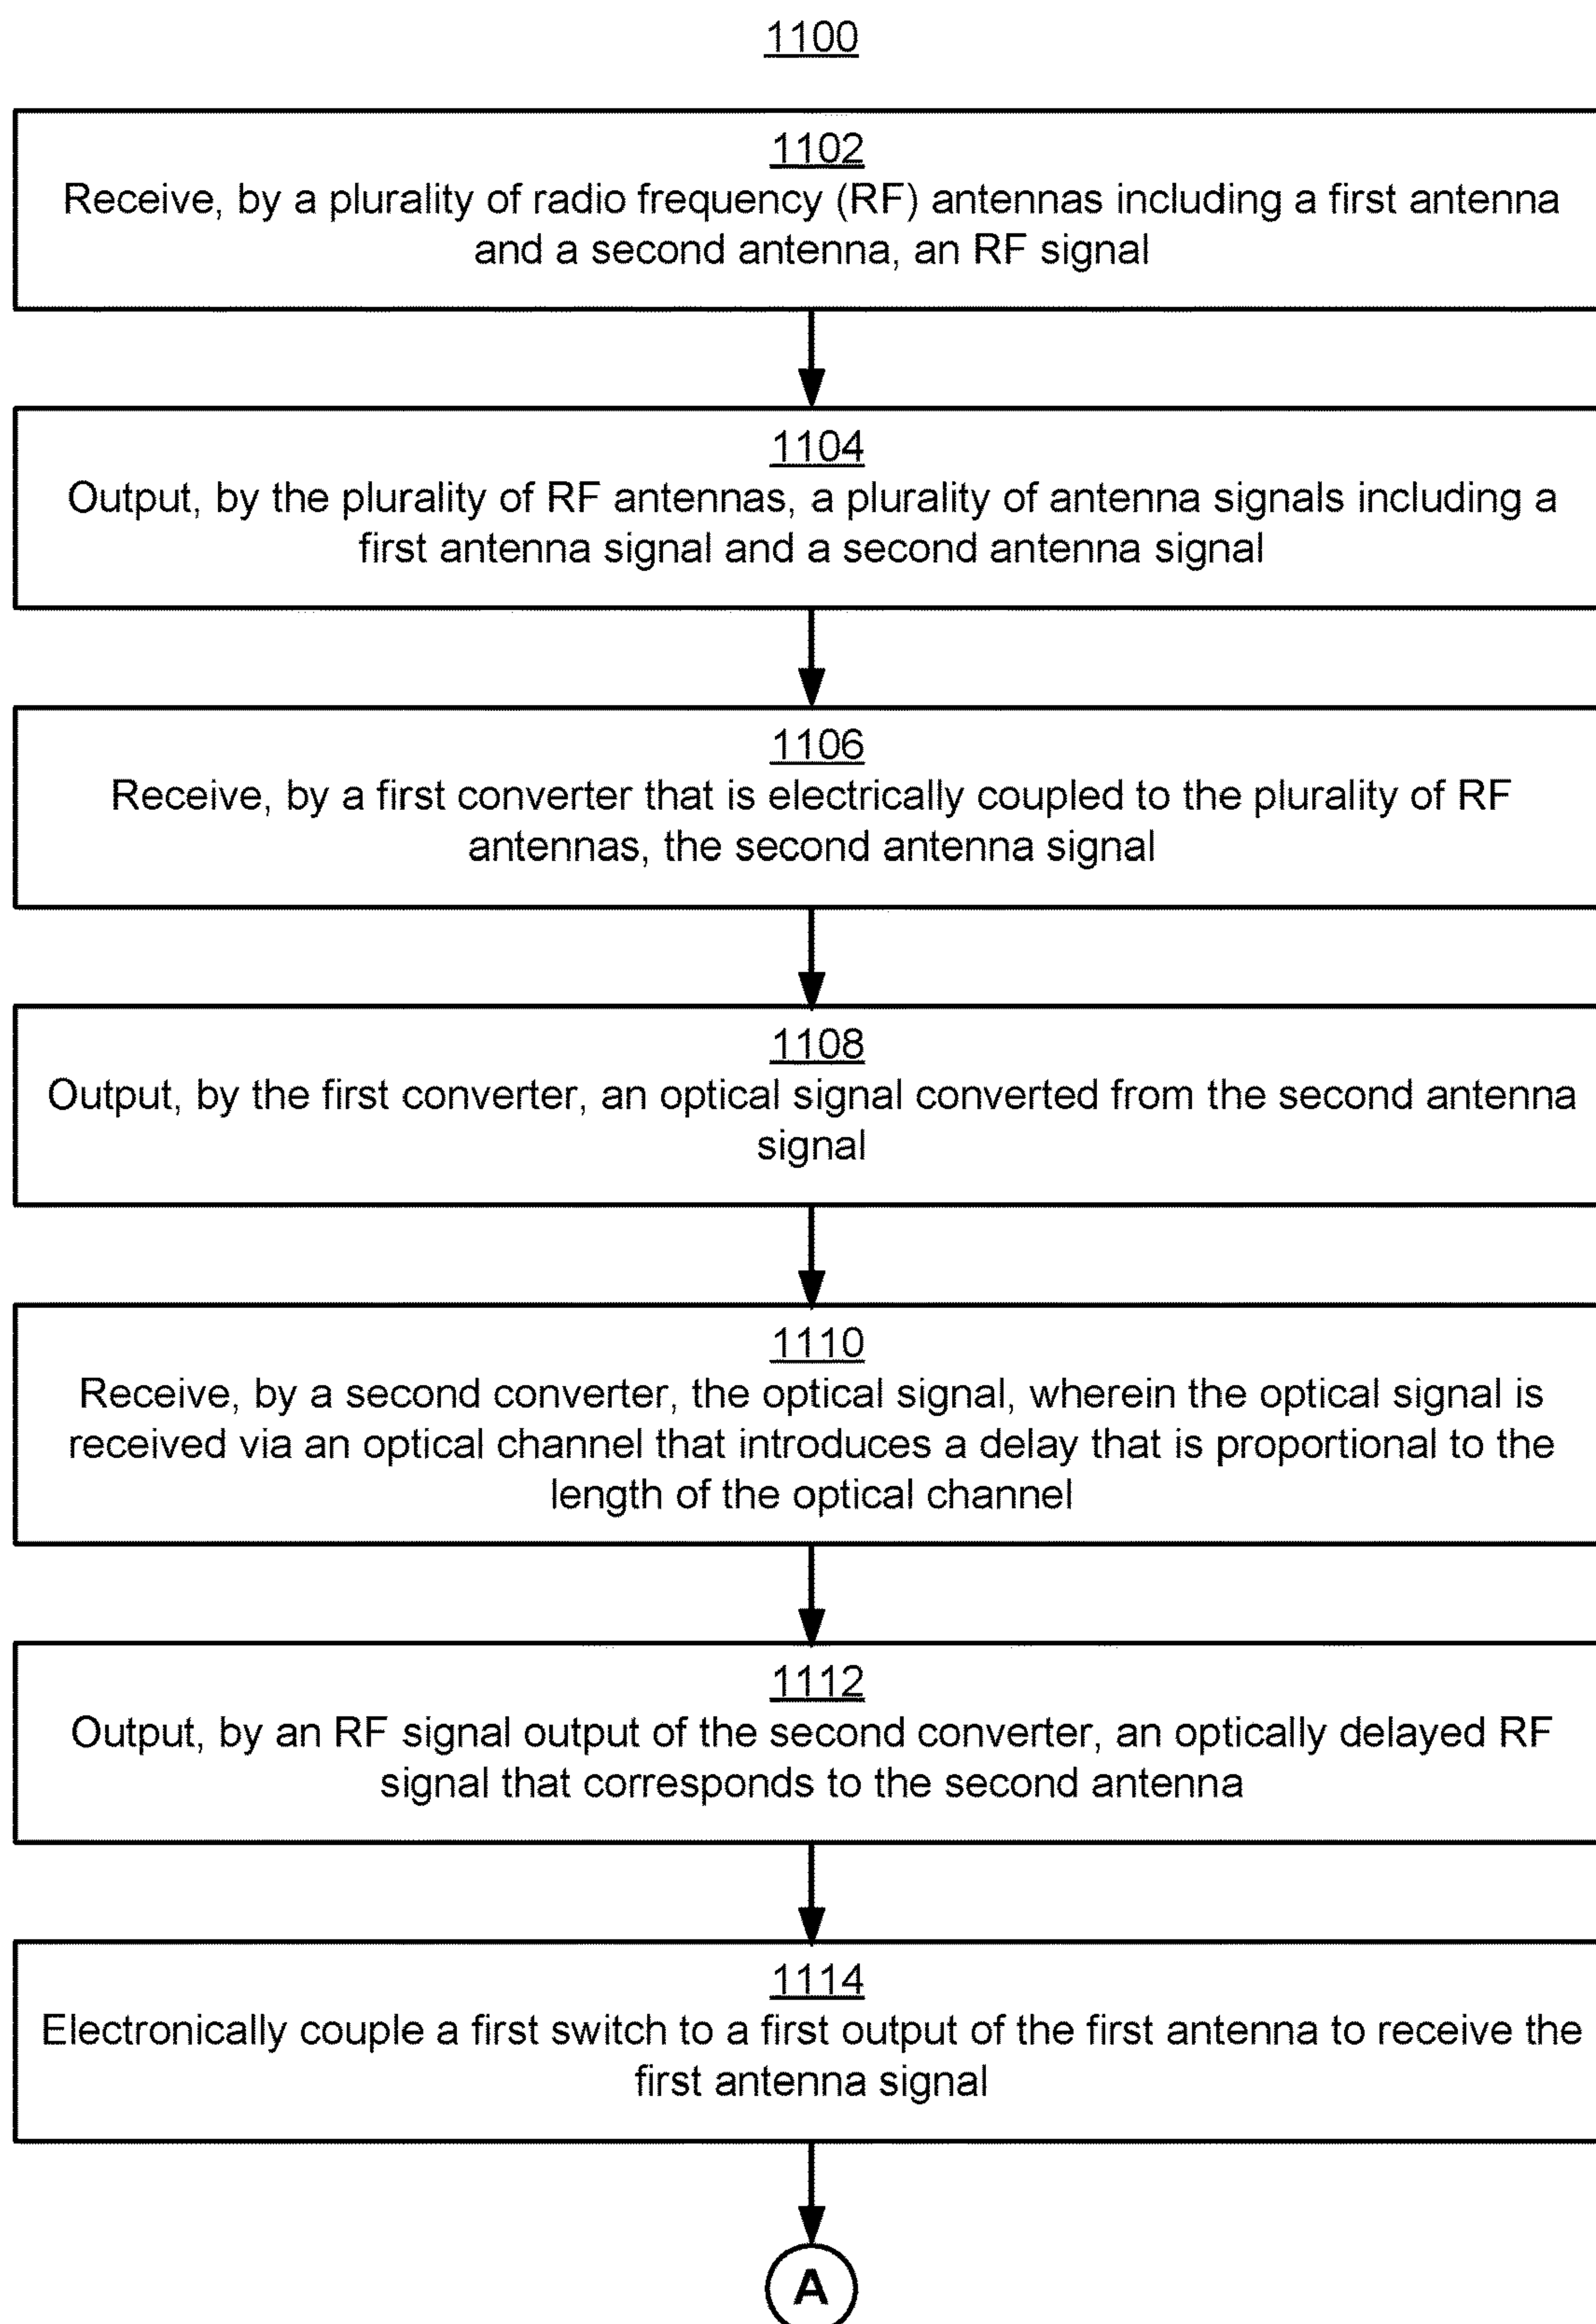 1100
1102
Receive, by a plurality of radio frequency (RF) antennas including a first antenna
and a second antenna, an RF signal
1104
Output, by the plurality of RF antennas, a plurality of antenna signals including a
first antenna signal and a second antenna signal
1106
Receive, by a first converter that is electrically coupled to the plurality of RF
antennas, the second antenna signal
1108
Output, by the first converter, an optical signal converted from the second antenna
signal
1110
Receive, by a second converter, the optical signal, wherein the optical signal is
received via an optical channel that introduces a delay that is proportional to the
length of the optical channel
1112
Output, by an RF signal output of the second converter, an optically delayed RF
signal that corresponds to the second antenna
1114
Electronically couple a first switch to a first output of the first antenna to receive the
first antenna signal
A